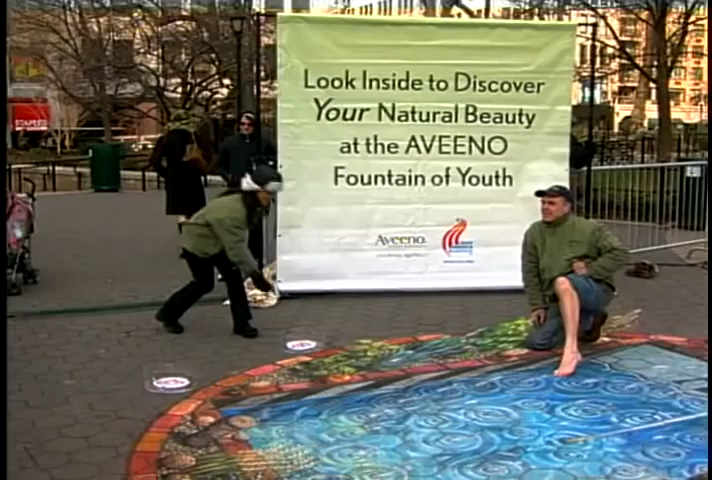 Look Inside to Discover
Your Natural Beauty
at the AVEENO
Fountain of Youth
Aveeno
STAPLES